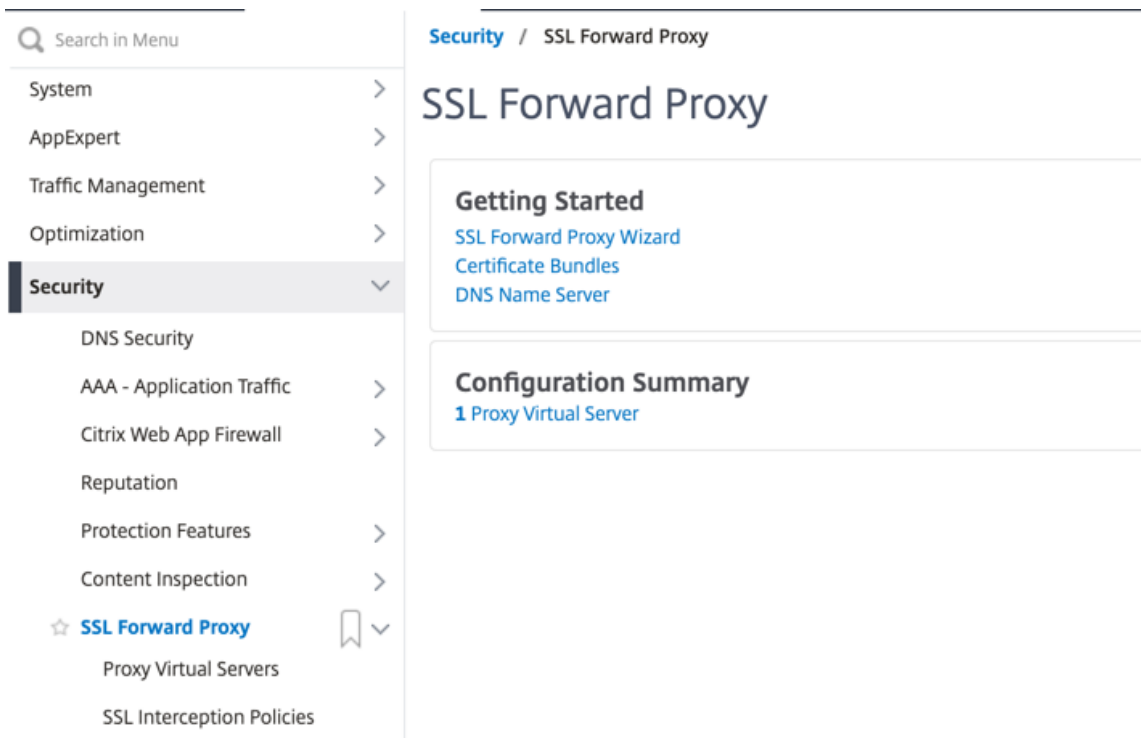 Search in Menu
System
AppExpert
Traffic Management
Optimization
Security
DNS Security
AAA - Application Traffic
Citrix Web App Firewall
Reputation
Protection Features
Content Inspection
SSL Forward Proxy
Proxy Virtual Servers
SSL Interception Policies
Security / SSL Forward Proxy
SSL Forward Proxy
Getting Started
SSL Forward Proxy Wizard
Certificate Bundles
DNS Name Server
Configuration Summary
1 Proxy Virtual Server